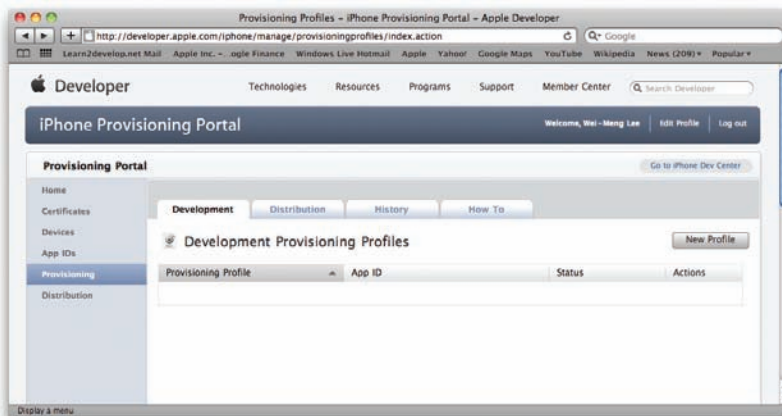 Provisioning Profiles – iPhone Provisioning Portal – Apple Developer
http://developer.apple.com/iphone/manage/provisioningprofiles/index.action
Google
Learn2develop.net Mail Apple Inc. – ...ogle Finance Windows Live Hotmail Apple Yahoo! Google Maps YouTube Wikipedia News (209) Popular
Developer Technologies Resources Programs Support Member Center Search Developer
iPhone Provisioning Portal Welcome, Wei-Meng Lee Edit Profile Log out
Provisioning Portal Go to iPhone Dev Center
Home
Certificates
Devices
App IDs
Provisioning
Distribution
Development Distribution History How To
Development Provisioning Profiles New Profile
Provisioning Profile App ID Status Actions
Display a menu